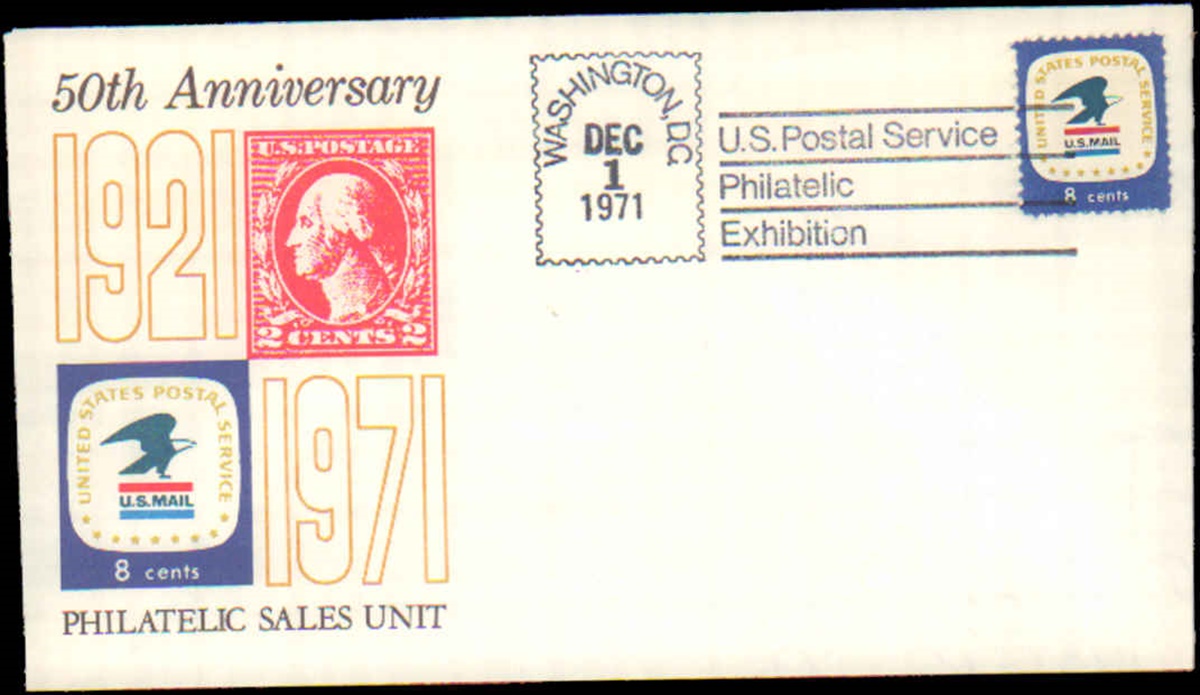 50th Anniversary
1921
U.S.POSTAGE
2 CENTS 2
UNITED STATES POSTAL SERVICE
U.S.MAIL
8 cents
1971
PHILATELIC SALES UNIT
WASHINGTON, DC
DEC
1
1971
U.S. Postal Service
Philatelic
Exhibition
UNITED STATES POSTAL SERVICE
U.S.MAIL
8 cents